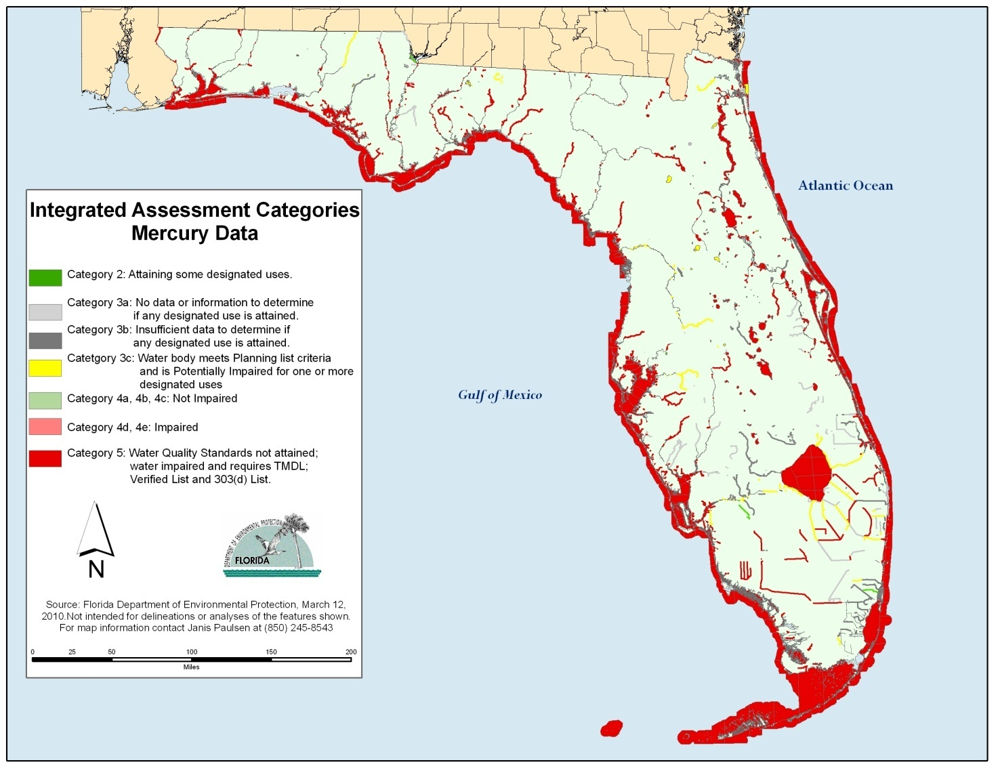 Integrated Assessment Categories
Mercury Data
Category 2: Attaining some designated uses.
Category 3a: No data or information to determine
if any designated use is attained.
Category 3b: Insufficient data to determine if
any designated use is attained.
Catetgory 3c: Water body meets Planning list criteria
and is Potentially Impaired for one or more
designated uses
Category 4a, 4b, 4c: Not Impaired
Category 4d, 4e: Impaired
Category 5: Water Quality Standards not attained;
water impaired and requires TMDL;
Verified List and 303(d) List.
N
DEPARTMENT OF ENVIRONMENTAL PROTECTION
FLORIDA
Source: Florida Department of Environmental Protection, March 12,
2010.Not intended for delineations or analyses of the features shown.
For map information contact Janis Paulsen at (850) 245-8543
0 25 50 100 150 200
Miles
Atlantic Ocean
Gulf of Mexico